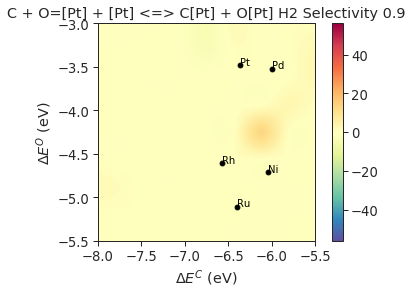 C + O=[Pt] + [Pt] <=> C[Pt] + O[Pt] H2 Selectivity 0.9
−3.0
−3.5
−4.0
−4.5
−5.0
−5.5
ΔE^O (eV)
Pt
Pd
Rh
Ni
Ru
−8.0 −7.5 −7.0 −6.5 −6.0 −5.5
ΔE^C (eV)
40
20
0
−20
−40